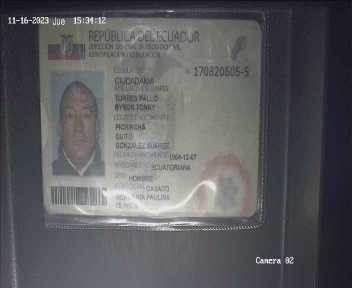 11-16-2023 Jue 15:34:12
REPÚBLICA DEL ECUADOR
DIRECCIÓN GENERAL DE REGISTRO CIVIL
IDENTIFICACIÓN Y CEDULACIÓN
CÉDULA DE No. 170820605-5
CIUDADANÍA
APELLIDOS Y NOMBRES
TORRES PALLO
BYRON TONNY
LUGAR DE NACIMIENTO
PICHINCHA
QUITO
GONZALEZ SUAREZ
FECHA DE NACIMIENTO 1964-12-07
NACIONALIDAD ECUATORIANA
SEXO HOMBRE
ESTADO CIVIL CASADO
PAULINA
Camera 02